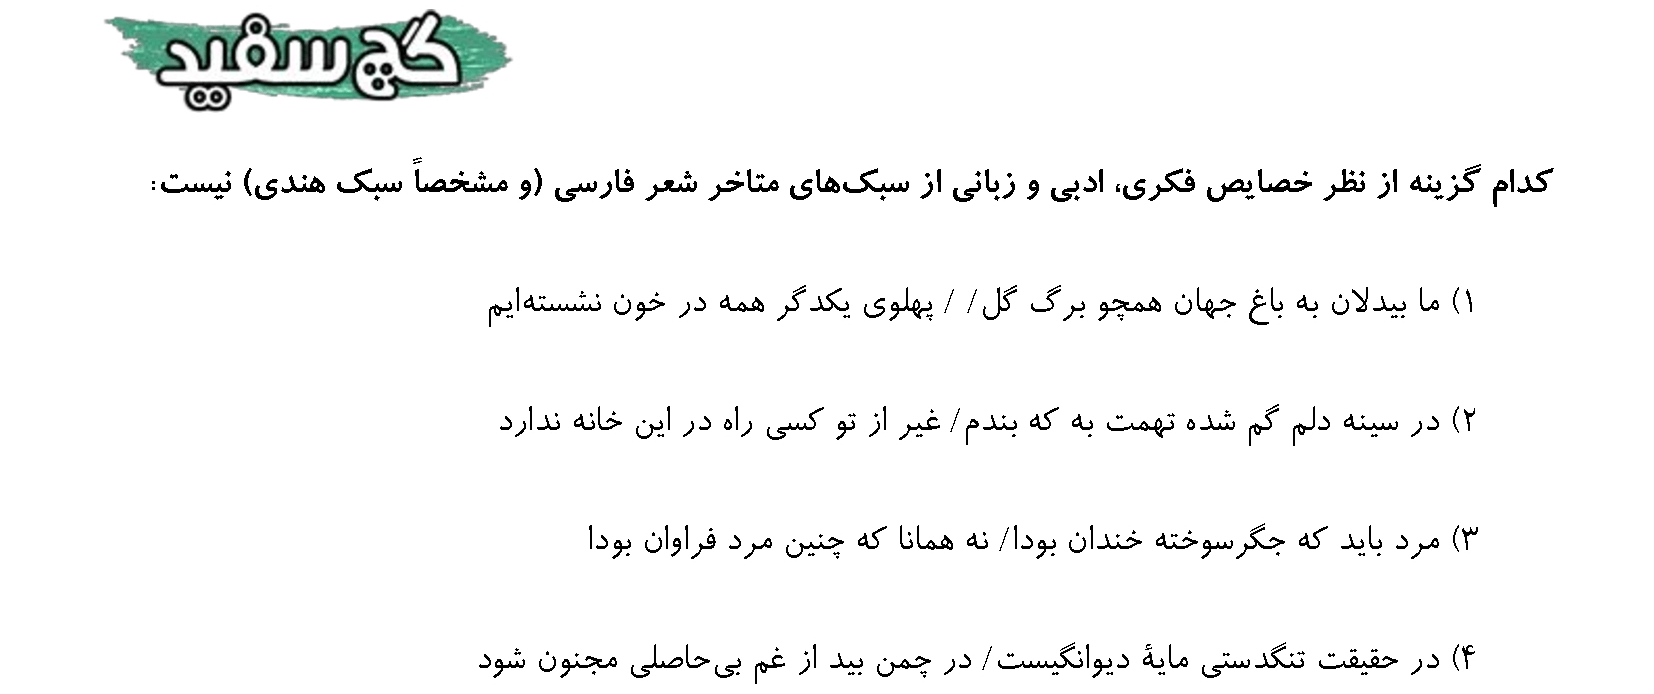 گچ سفید
کدام گزینه از نظر خصایص فکری، ادبی و زبانی از سبک‌های متاخر شعر فارسی (و مشخصاً سبک هندی) نیست:
۱) ما بیدلان به باغ جهان همچو برگ گل/ / پهلوی یکدگر همه در خون نشسته‌ایم
۲) در سینه دلم گم شده تهمت به که بندم/ غیر از تو کسی راه در این خانه ندارد
۳) مرد باید که جگرسوخته خندان بودا/ نه همانا که چنین مرد فراوان بودا
۴) در حقیقت تنگدستی مایهٔ دیوانگیست/ در چمن بید از غم بی‌حاصلی مجنون شود